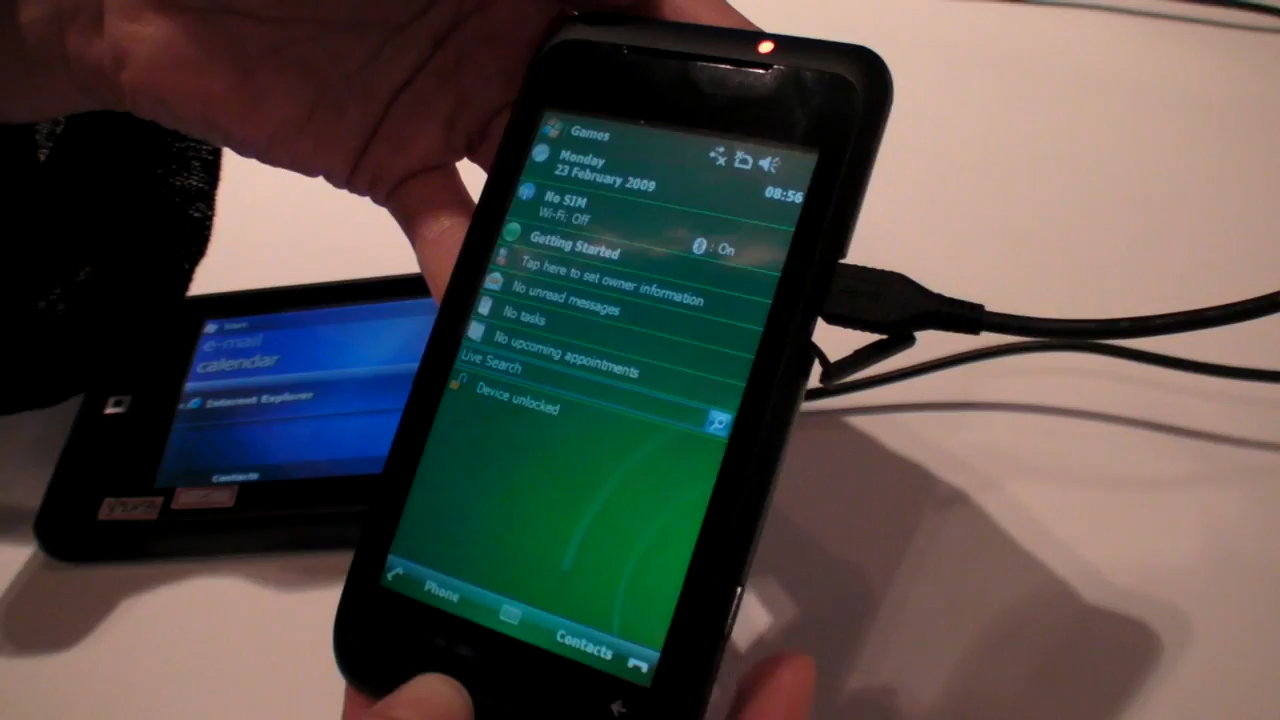 Games
Monday
23 February 2009
08:56
No SIM
Wi-Fi: Off
: On
Getting Started
Tap here to set owner information
No unread messages
No tasks
No upcoming appointments
Live Search
Device unlocked
Phone
Contacts
Start
e-mail
calendar
Internet Explorer
Contacts